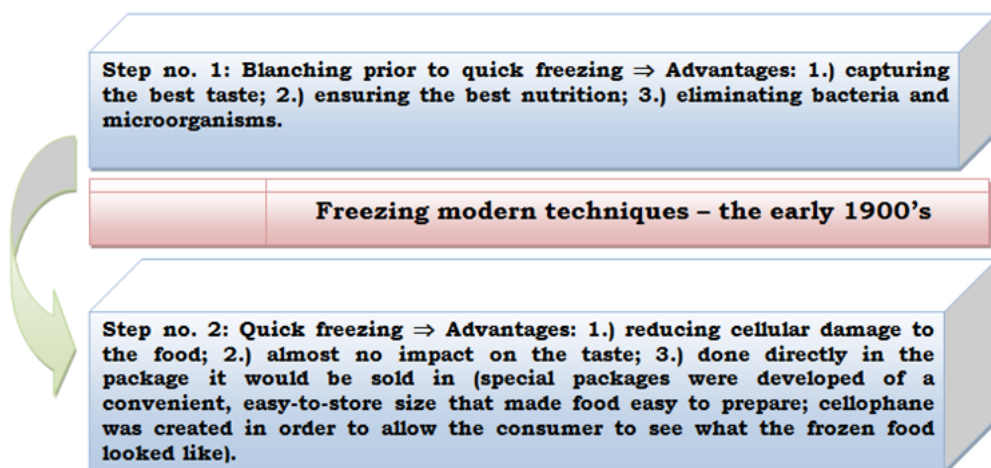 Step no. 1: Blanching prior to quick freezing ⇒ Advantages: 1.) capturing
the best taste; 2.) ensuring the best nutrition; 3.) eliminating bacteria and
microorganisms.
Freezing modern techniques – the early 1900’s
Step no. 2: Quick freezing ⇒ Advantages: 1.) reducing cellular damage to
the food; 2.) almost no impact on the taste; 3.) done directly in the
package it would be sold in (special packages were developed of a
convenient, easy-to-store size that made food easy to prepare; cellophane
was created in order to allow the consumer to see what the frozen food
looked like).